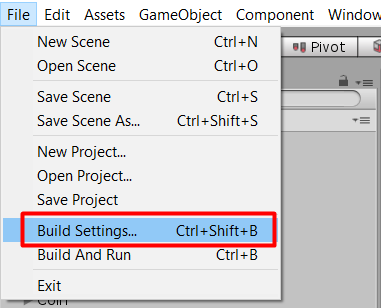 File Edit Assets GameObject Component Window
New Scene Ctrl+N
Open Scene Ctrl+O
Pivot
Save Scene Ctrl+S
Save Scene As... Ctrl+Shift+S
New Project...
Open Project...
Save Project
Build Settings... Ctrl+Shift+B
Build And Run Ctrl+B
Exit